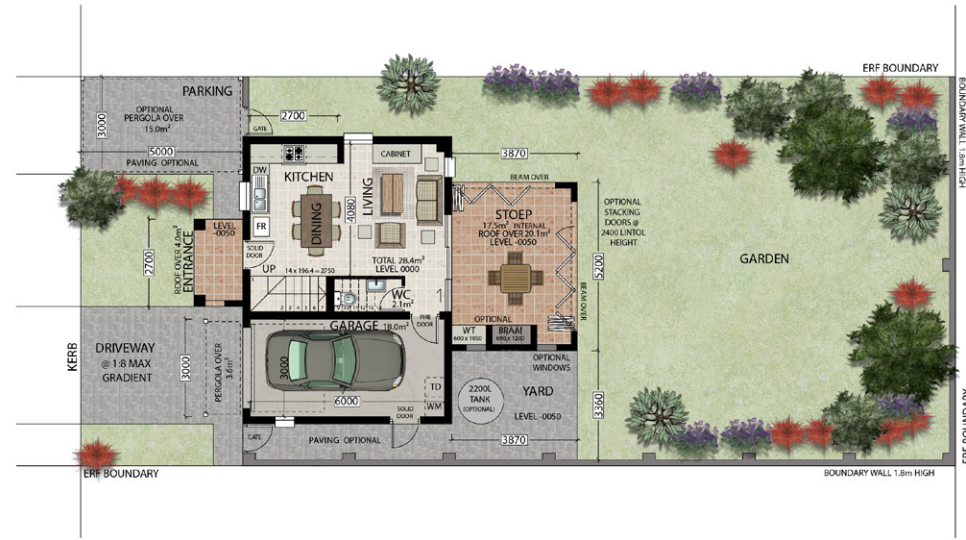 ERF BOUNDARY
PARKING
OPTIONAL
PERGOLA OVER
15.0m²
3000
5000
PAVING OPTIONAL
2700
GATE
BOUNDARY WALL 1.8m HIGH
CABINET
DW
KITCHEN
LIVING
4080
DINING
FR
3870
BEAM OVER
STOEP
17.5m² INTERNAL
ROOF OVER 20.1m²
LEVEL -0050
OPTIONAL
STACKING
DOORS @
2400 LINTOL
HEIGHT
GARDEN
LEVEL
-0050
ROOF OVER 4.0m²
ENTRANCE
2700
SOLID
DOOR
UP
14 x 196.4 = 2750
TOTAL 28.4m²
LEVEL 0000
5200
BEAM OVER
WC
2.1m²
OPTIONAL
FIRE
DOOR
GARAGE 18.0m²
WT
600 x 1050
BRAAI
OPTIONAL
WINDOWS
KERB
DRIVEWAY
@ 1:8 MAX
GRADIENT
3000
PERGOLA OVER
3.6m²
3000
6000
TD
WM
SOLID
DOOR
2200L
TANK
(OPTIONAL)
YARD
LEVEL -0050
3360
GATE
PAVING OPTIONAL
3870
ERF BOUNDARY
BOUNDARY WALL 1.8m HIGH
ERF BOUNDARY